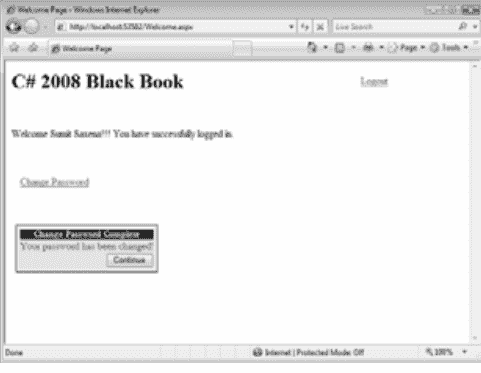 Welcome Page - Windows Internet Explorer
http://localhost:53502/Welcome.aspx
Live Search
Welcome Page
Page
Tools
C# 2008 Black Book
Logout
Welcome Sumit Saxena!!! You have successfully logged in.
Change Password
Change Password Complete
Your password has been changed!
Continue
Done
Internet | Protected Mode: Off
100%